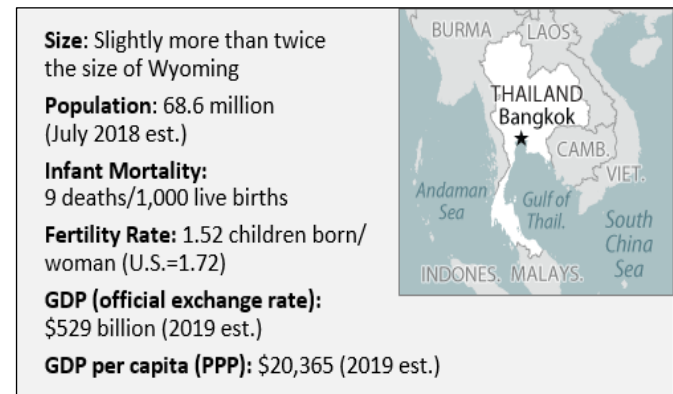 Size: Slightly more than twice
the size of Wyoming
Population: 68.6 million
(July 2018 est.)
Infant Mortality:
9 deaths/1,000 live births
Fertility Rate: 1.52 children born/
woman (U.S.=1.72)
GDP (official exchange rate):
$529 billion (2019 est.)
GDP per capita (PPP): $20,365 (2019 est.)
BURMA
LAOS
THAILAND
Bangkok
CAMB.
VIET.
Andaman
Sea
Gulf of
Thail.
South
China
Sea
INDONES.
MALAYS.